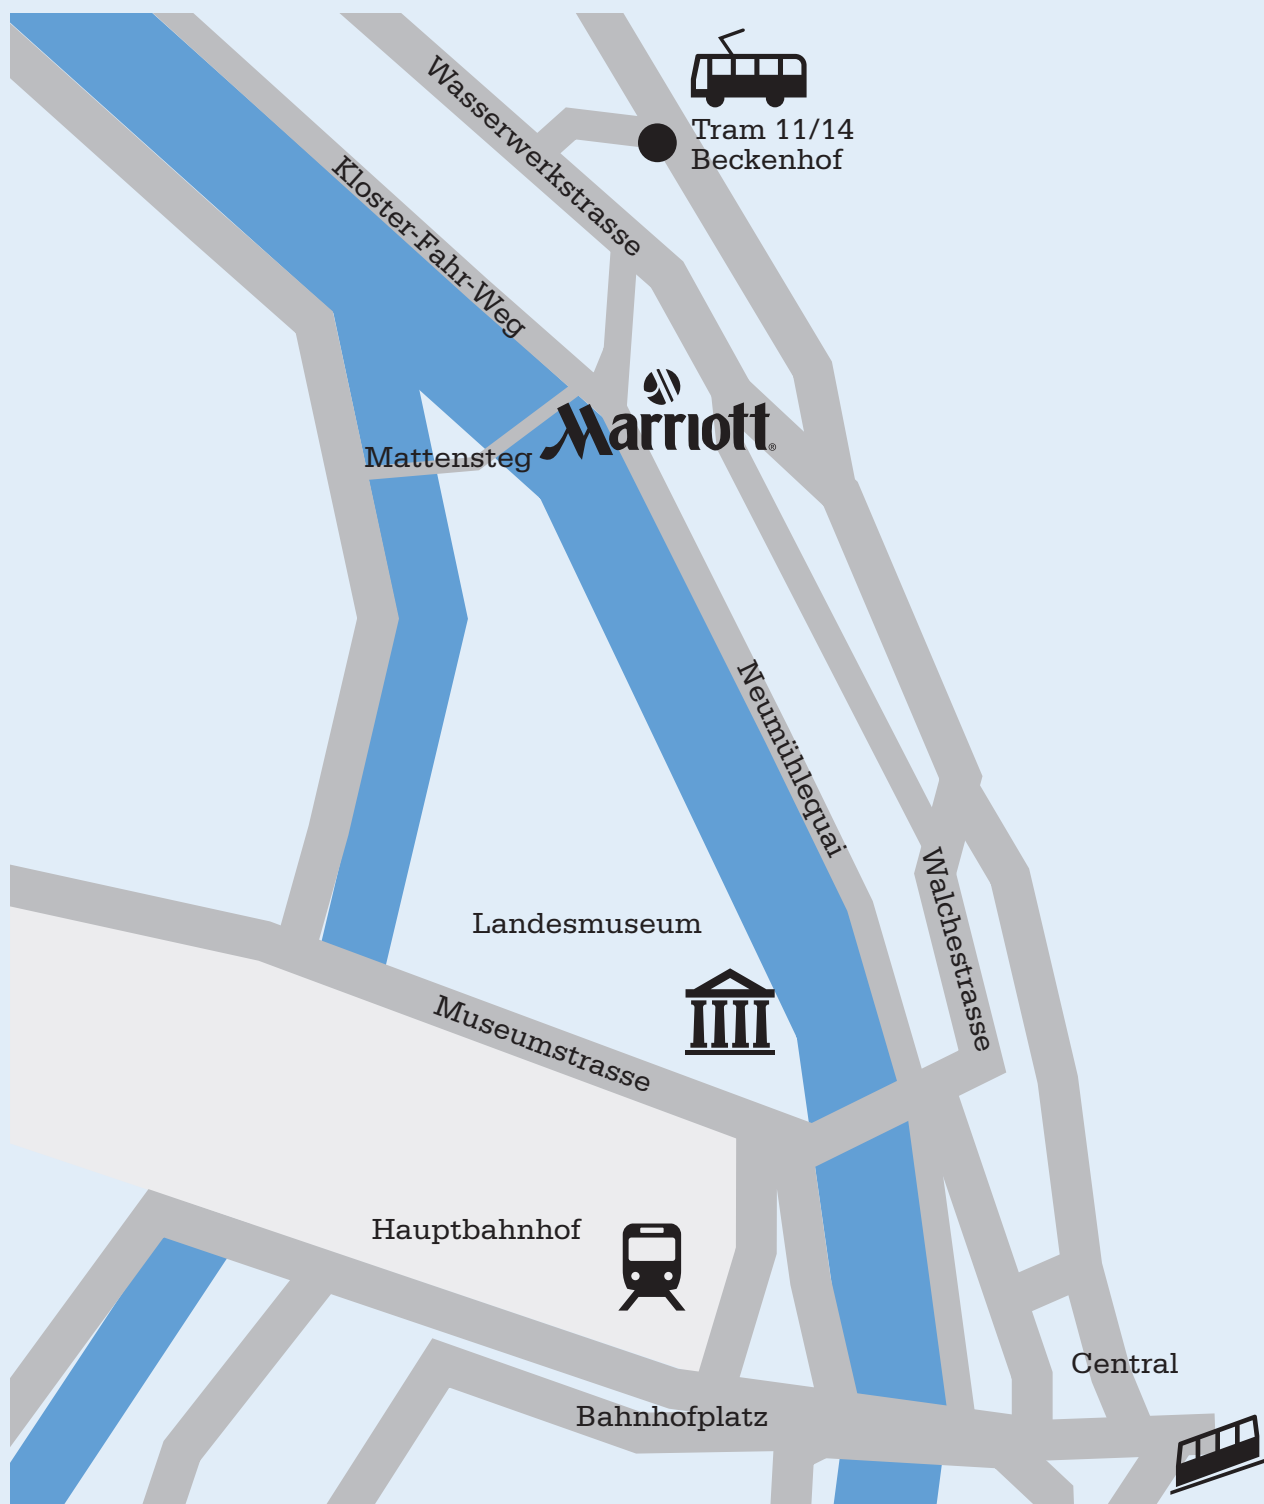 Wasserwerkstrasse
Tram 11/14
Beckenhof
Kloster-Fahr-Weg
Marriott®
Mattensteg
Neumühlequai
Walchestrasse
Landesmuseum
Museumstrasse
Hauptbahnhof
Central
Bahnhofplatz